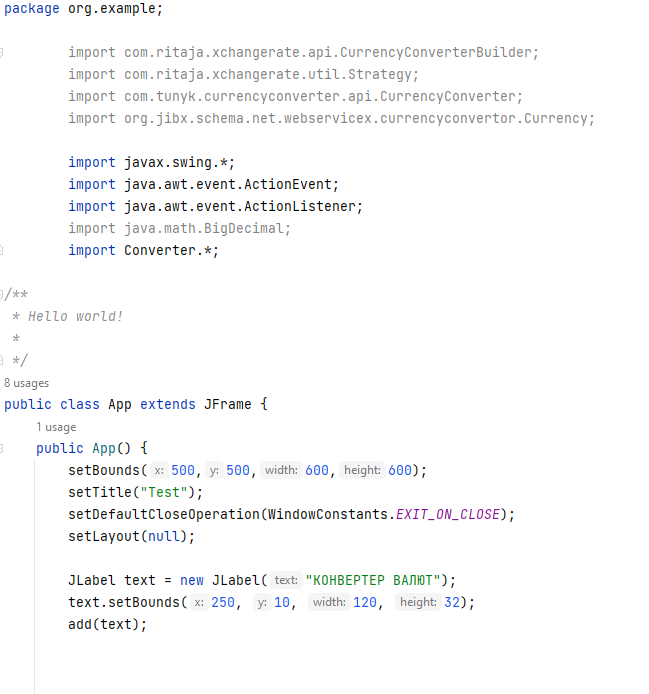 package org.example;
import com.ritaja.xchangerate.api.CurrencyConverterBuilder;
import com.ritaja.xchangerate.util.Strategy;
import com.tunyk.currencyconverter.api.CurrencyConverter;
import org.jibx.schema.net.webservicex.currencyconvertor.Currency;
import javax.swing.*;
import java.awt.event.ActionEvent;
import java.awt.event.ActionListener;
import java.math.BigDecimal;
import Converter.*;
/**
* Hello world!
*
*/
8 usages
public class App extends JFrame {
1 usage
public App() {
setBounds( x: 500, y: 500, width: 600, height: 600);
setTitle("Test");
setDefaultCloseOperation(WindowConstants.EXIT_ON_CLOSE);
setLayout(null);
JLabel text = new JLabel( text: "КОНВЕРТЕР ВАЛЮТ");
text.setBounds( x: 250, y: 10, width: 120, height: 32);
add(text);